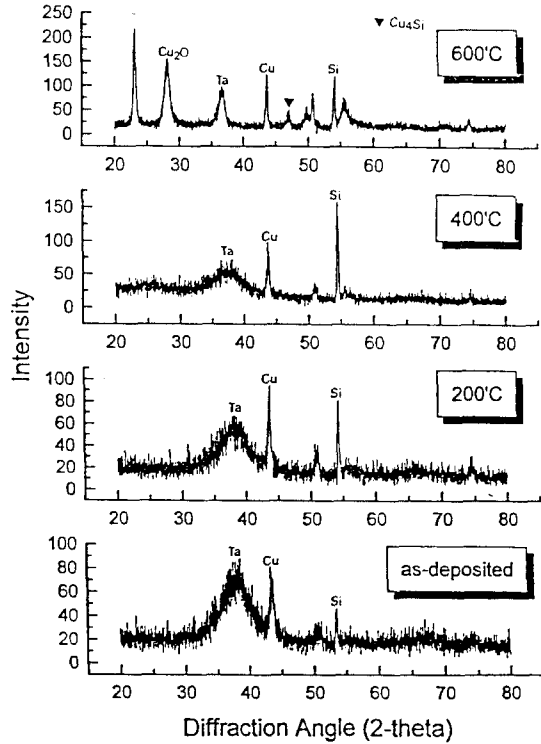 ▼ Cu4Si
600'C
250
200
150
100
50
0
Cu2O
Ta
Cu
Si
20 30 40 50 60 70 80
400'C
150
100
50
0
Ta
Cu
Si
20 30 40 50 60 70 80
200'C
100
80
60
40
20
0
Ta
Cu
Si
20 30 40 50 60 70 80
as-deposited
100
80
60
40
20
0
Ta
Cu
Si
20 30 40 50 60 70 80
Intensity
Diffraction Angle (2-theta)